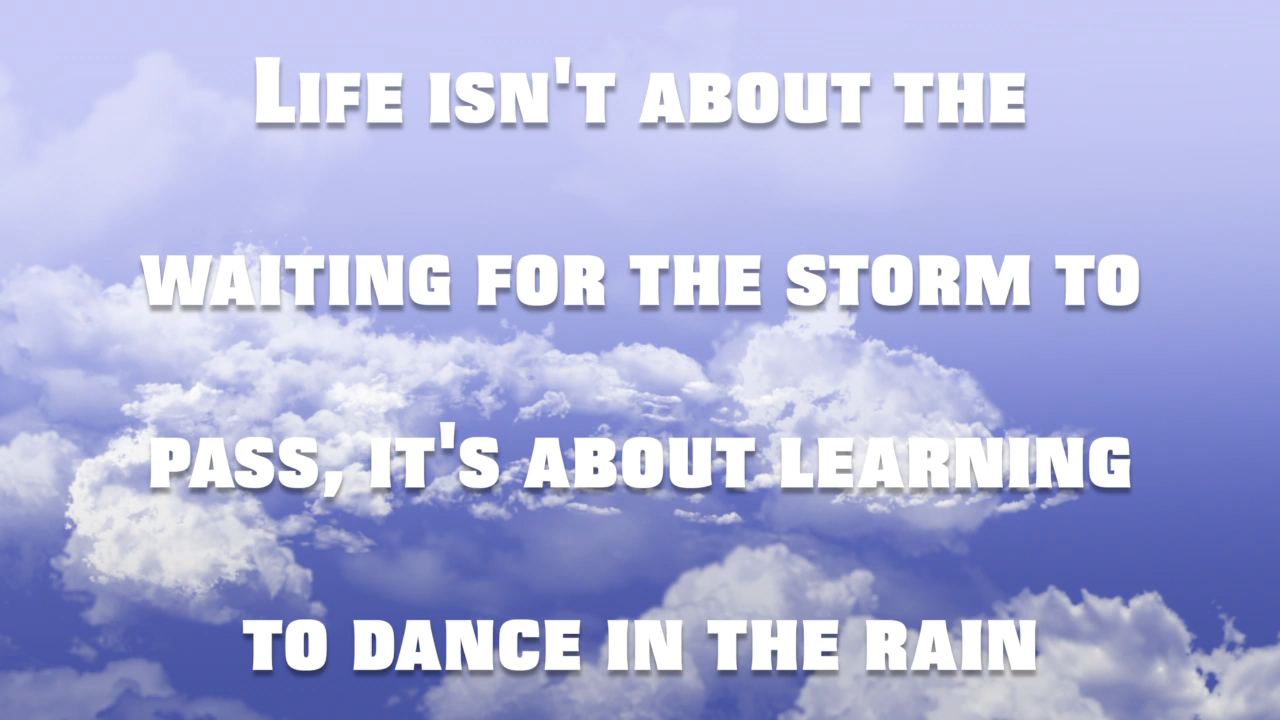 Life isn't about the
waiting for the storm to
pass, it's about learning
to dance in the rain